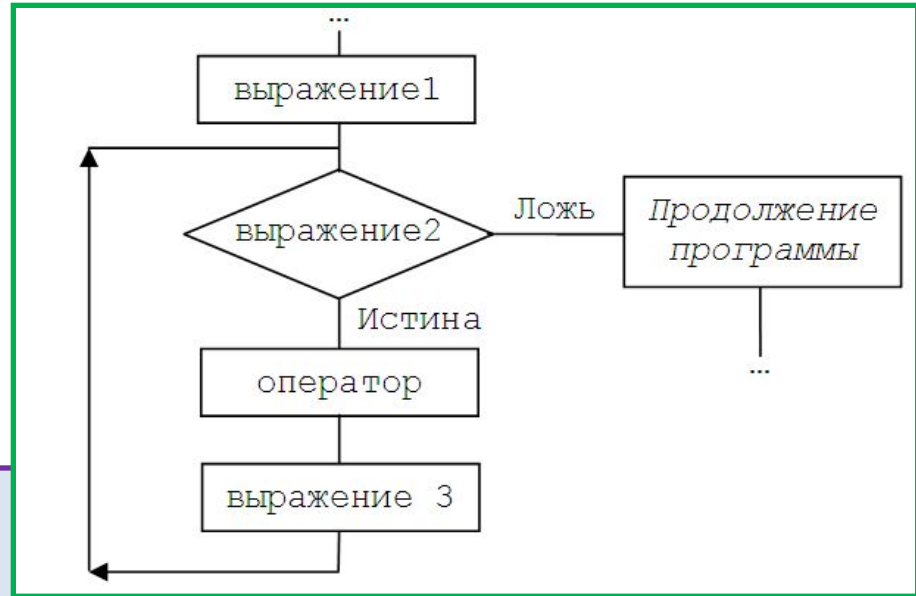 ...
выражение1
выражение2
Ложь
Продолжение
программы
...
Истина
оператор
выражение 3